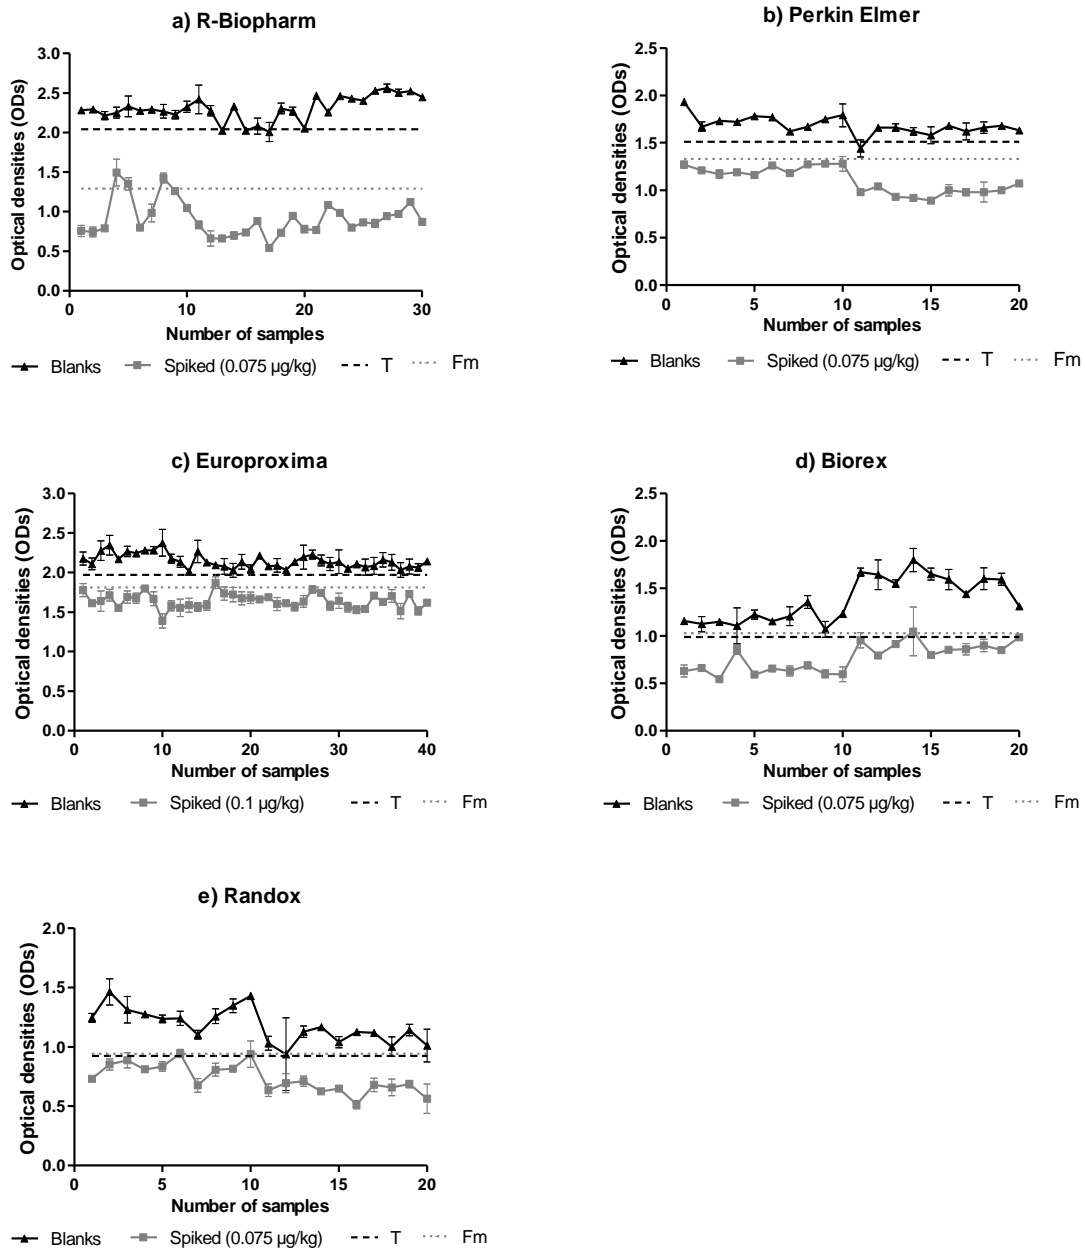 a) R-Biopharm
Optical densities (ODs)
3.0
2.5
2.0
1.5
1.0
0.5
0.0
0 10 20 30
Number of samples
Blanks Spiked (0.075 µg/kg) T Fm
b) Perkin Elmer
Optical densities (ODs)
2.5
2.0
1.5
1.0
0.5
0.0
0 5 10 15 20
Number of samples
Blanks Spiked (0.075 µg/kg) T Fm
c) Europroxima
Optical densities (ODs)
3.0
2.5
2.0
1.5
1.0
0.5
0.0
0 10 20 30 40
Number of samples
Blanks Spiked (0.1 µg/kg) T Fm
d) Biorex
Optical densities (ODs)
2.5
2.0
1.5
1.0
0.5
0.0
0 5 10 15 20
Number of samples
Blanks Spiked (0.075 µg/kg) T Fm
e) Randox
Optical densities (ODs)
2.0
1.5
1.0
0.5
0.0
0 5 10 15 20
Number of samples
Blanks Spiked (0.075 µg/kg) T Fm